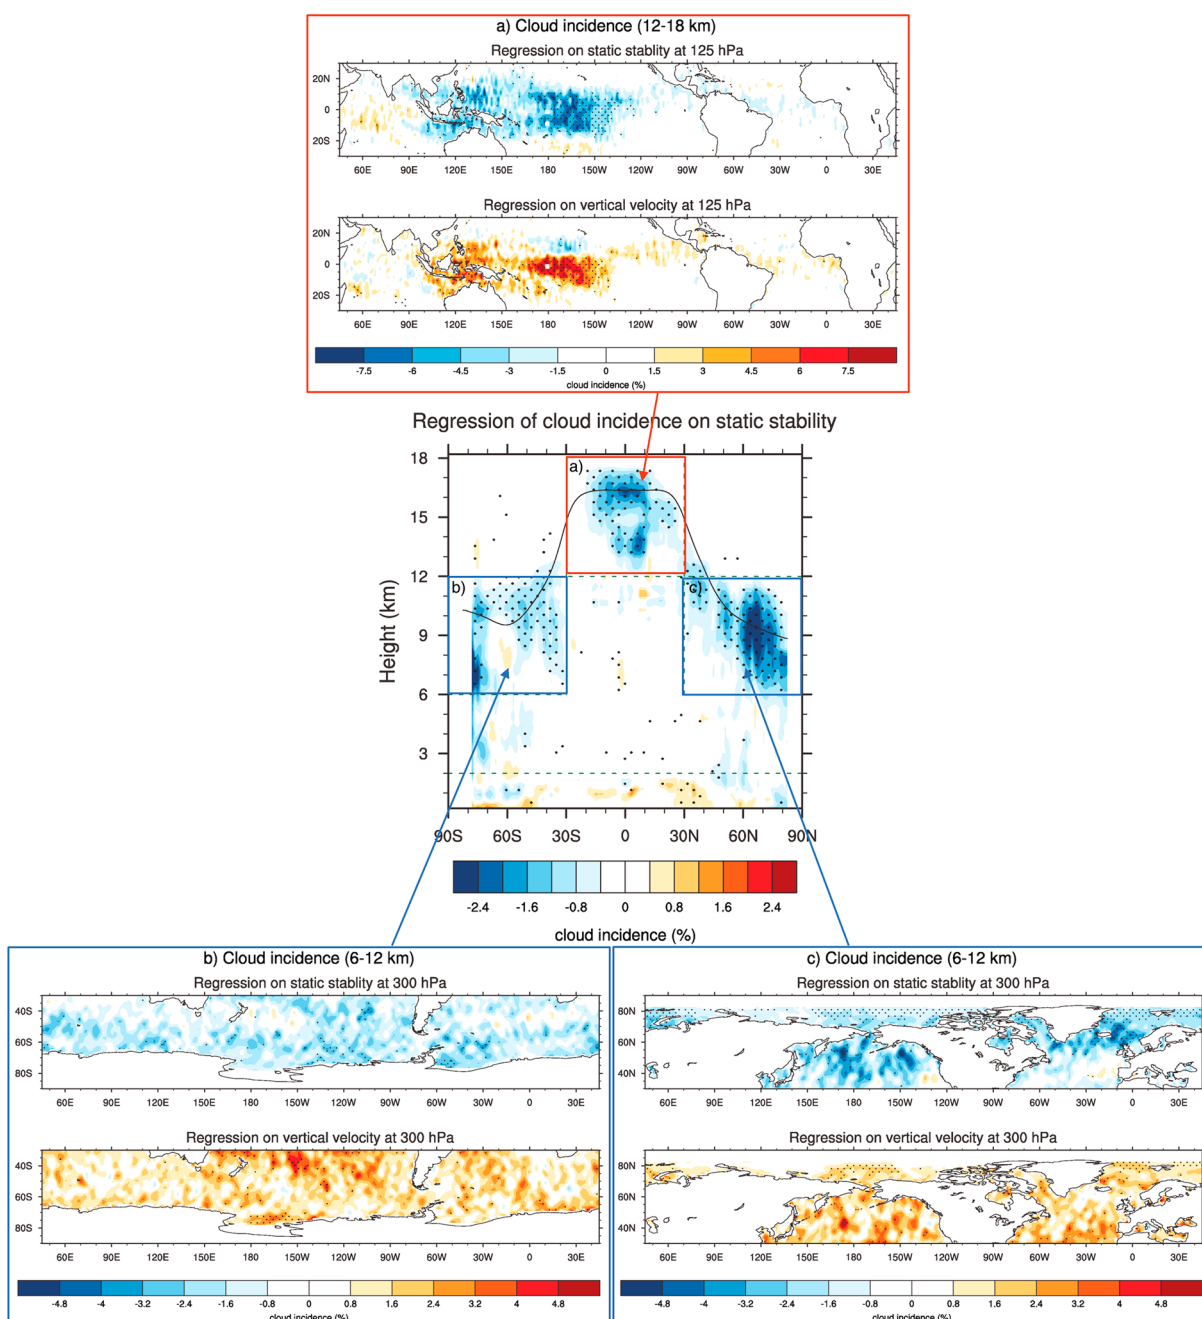 a) Cloud incidence (12-18 km)
Regression on static stablity at 125 hPa
20N
0
20S
60E 90E 120E 150E 180 150W 120W 90W 60W 30W 0 30E
Regression on vertical velocity at 125 hPa
20N
0
20S
60E 90E 120E 150E 180 150W 120W 90W 60W 30W 0 30E
-7.5 -6 -4.5 -3 -1.5 0 1.5 3 4.5 6 7.5
cloud incidence (%)
Regression of cloud incidence on static stability
18
15
12
9
6
3
Height (km)
a)
b)
c)
90S 60S 30S 0 30N 60N 90N
-2.4 -1.6 -0.8 0 0.8 1.6 2.4
cloud incidence (%)
b) Cloud incidence (6-12 km)
Regression on static stablity at 300 hPa
40S
60S
80S
60E 90E 120E 150E 180 150W 120W 90W 60W 30W 0 30E
Regression on vertical velocity at 300 hPa
40S
60S
80S
60E 90E 120E 150E 180 150W 120W 90W 60W 30W 0 30E
-4.8 -4 -3.2 -2.4 -1.6 -0.8 0 0.8 1.6 2.4 3.2 4 4.8
cloud incidence (%)
c) Cloud incidence (6-12 km)
Regression on static stablity at 300 hPa
80N
60N
40N
60E 90E 120E 150E 180 150W 120W 90W 60W 30W 0 30E
Regression on vertical velocity at 300 hPa
80N
60N
40N
60E 90E 120E 150E 180 150W 120W 90W 60W 30W 0 30E
-4.8 -4 -3.2 -2.4 -1.6 -0.8 0 0.8 1.6 2.4 3.2 4 4.8
cloud incidence (%)